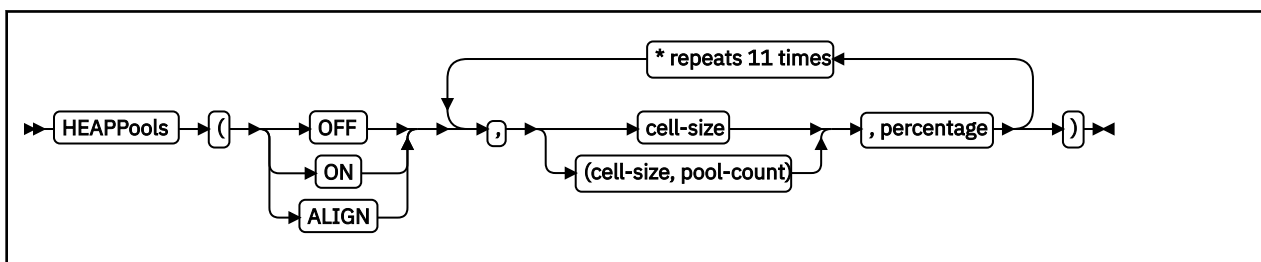 * repeats 11 times
HEAPPools ( OFF , cell-size , percentage )
ON (cell-size, pool-count)
ALIGN